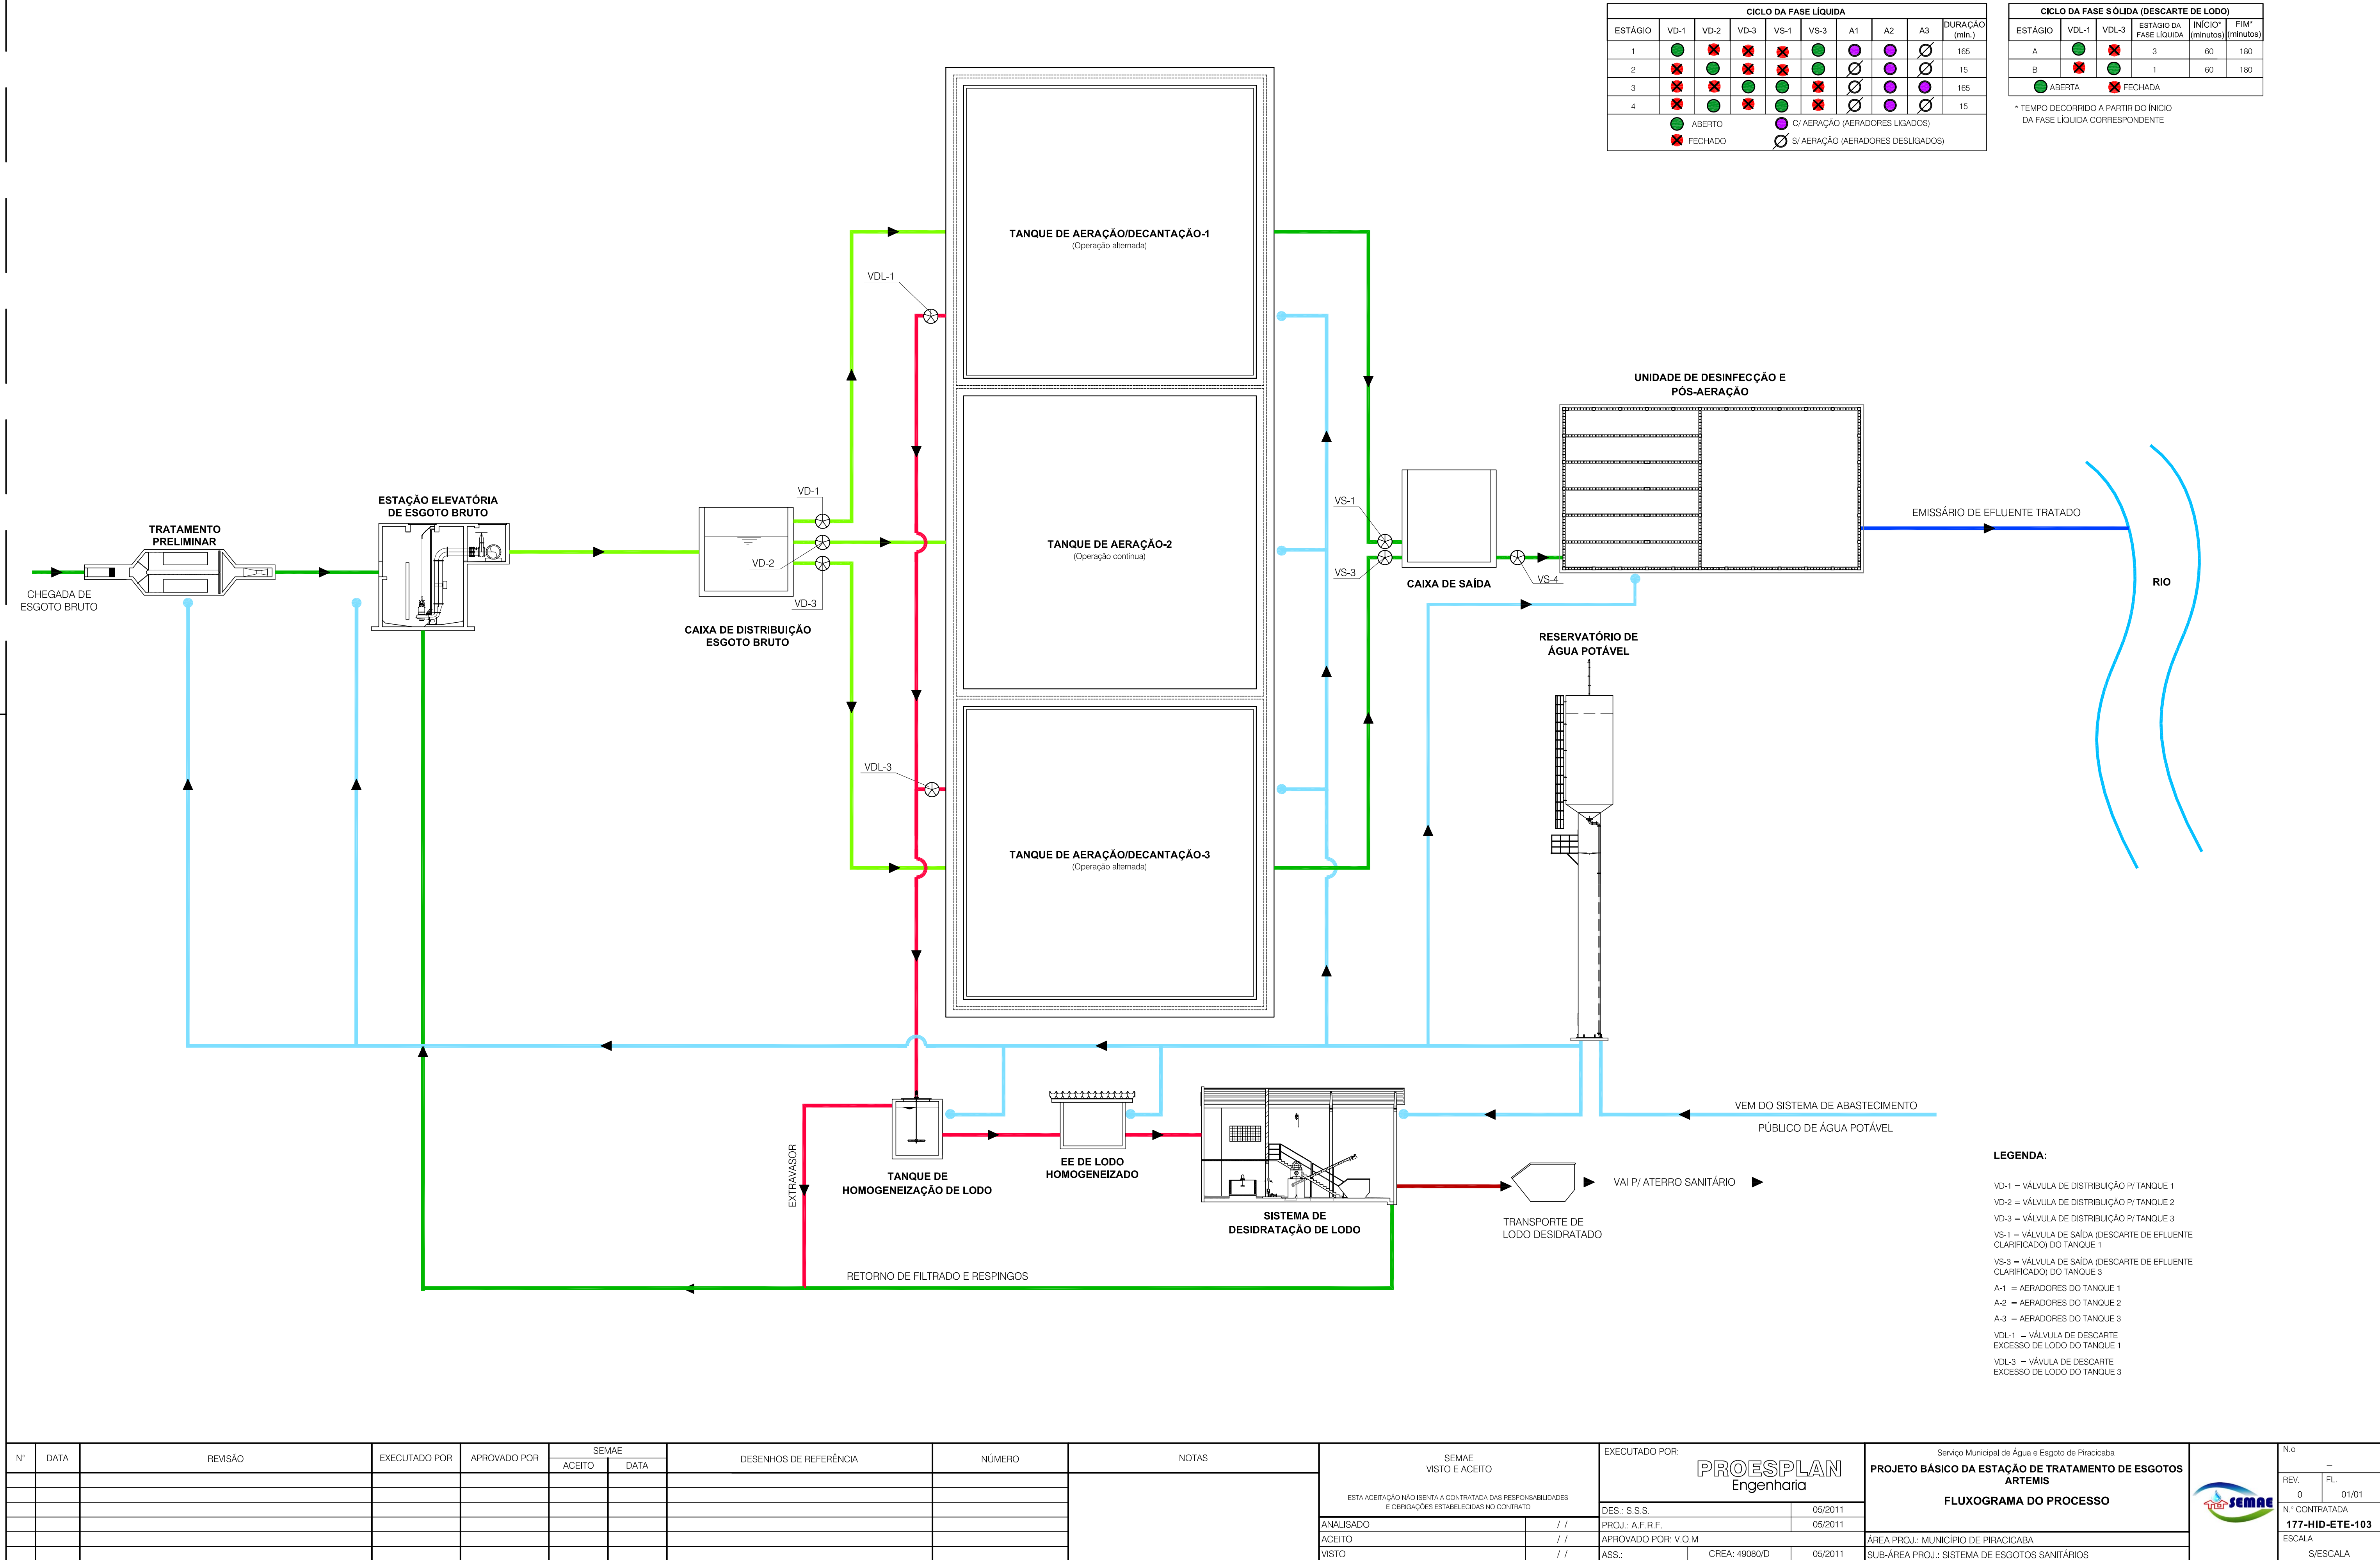 CICLO DA FASE LÍQUIDA
ESTÁGIO VD-1 VD-2 VD-3 VS-1 VS-3 A1 A2 A3 DURAÇÃO (min.)
1 165
2 15
3 165
4 15
ABERTO C/ AERAÇÃO (AERADORES LIGADOS)
FECHADO S/ AERAÇÃO (AERADORES DESLIGADOS)
CICLO DA FASE SÓLIDA (DESCARTE DE LODO)
ESTÁGIO VDL-1 VDL-3 ESTÁGIO DA FASE LÍQUIDA INÍCIO* (minutos) FIM* (minutos)
A 3 60 180
B 1 60 180
ABERTA FECHADA
* TEMPO DECORRIDO A PARTIR DO ÍNICIO
DA FASE LÍQUIDA CORRESPONDENTE
TANQUE DE AERAÇÃO/DECANTAÇÃO-1
(Operação alternada)
VDL-1
UNIDADE DE DESINFECÇÃO E
PÓS-AERAÇÃO
ESTAÇÃO ELEVATÓRIA
DE ESGOTO BRUTO
TRATAMENTO
PRELIMINAR
CHEGADA DE
ESGOTO BRUTO
VD-1
VD-2
VD-3
CAIXA DE DISTRIBUIÇÃO
ESGOTO BRUTO
TANQUE DE AERAÇÃO-2
(Operação contínua)
VS-1
VS-3
CAIXA DE SAÍDA
VS-4
EMISSÁRIO DE EFLUENTE TRATADO
RIO
RESERVATÓRIO DE
ÁGUA POTÁVEL
VDL-3
TANQUE DE AERAÇÃO/DECANTAÇÃO-3
(Operação alternada)
VEM DO SISTEMA DE ABASTECIMENTO
PÚBLICO DE ÁGUA POTÁVEL
EXTRAVASOR
TANQUE DE
HOMOGENEIZAÇÃO DE LODO
EE DE LODO
HOMOGENEIZADO
SISTEMA DE
DESIDRATAÇÃO DE LODO
VAI P/ ATERRO SANITÁRIO
TRANSPORTE DE
LODO DESIDRATADO
RETORNO DE FILTRADO E RESPINGOS
LEGENDA:
VD-1 = VÁLVULA DE DISTRIBUIÇÃO P/ TANQUE 1
VD-2 = VÁLVULA DE DISTRIBUIÇÃO P/ TANQUE 2
VD-3 = VÁLVULA DE DISTRIBUIÇÃO P/ TANQUE 3
VS-1 = VÁLVULA DE SAÍDA (DESCARTE DE EFLUENTE
CLARIFICADO) DO TANQUE 1
VS-3 = VÁLVULA DE SAÍDA (DESCARTE DE EFLUENTE
CLARIFICADO) DO TANQUE 3
A-1 = AERADORES DO TANQUE 1
A-2 = AERADORES DO TANQUE 2
A-3 = AERADORES DO TANQUE 3
VDL-1 = VÁLVULA DE DESCARTE
EXCESSO DE LODO DO TANQUE 1
VDL-3 = VÁVULA DE DESCARTE
EXCESSO DE LODO DO TANQUE 3
N° DATA REVISÃO EXECUTADO POR APROVADO POR SEMAE ACEITO DATA DESENHOS DE REFERÊNCIA NÚMERO NOTAS
SEMAE
VISTO E ACEITO
ESTA ACEITAÇÃO NÃO ISENTA A CONTRATADA DAS RESPONSABILIDADES
E OBRIGAÇÕES ESTABELECIDAS NO CONTRATO
ANALISADO / /
ACEITO / /
VISTO / /
EXECUTADO POR:
PROESPLAN
Engenharia
DES.: S.S.S. 05/2011
PROJ.: A.F.R.F. 05/2011
APROVADO POR: V.O.M
ASS.: CREA: 49080/D 05/2011
Serviço Municipal de Água e Esgoto de Piracicaba
PROJETO BÁSICO DA ESTAÇÃO DE TRATAMENTO DE ESGOTOS
ARTEMIS
FLUXOGRAMA DO PROCESSO
ÁREA PROJ.: MUNICÍPIO DE PIRACICABA
SUB-ÁREA PROJ.: SISTEMA DE ESGOTOS SANITÁRIOS
SEMAE
N.o
–
REV. FL.
0 01/01
N.° CONTRATADA
177-HID-ETE-103
ESCALA
S/ESCALA